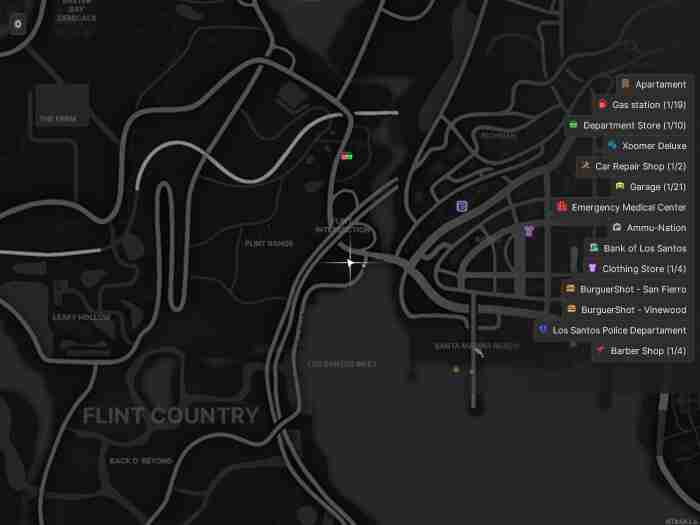 0
BAY
THE FARM
Apartament
Gas station (1/19)
Department Store (1/10)
Xoomer Deluxe
Car Repair Shop (1/2)
Garage (1/21)
Emergency Medical Center
Ammu-Nation
Bank of Los Santos
Clothing Store (1/4)
BurguerShot - San Fierro
BurguerShot - Vinewood
Los Santos Police Departament
Barber Shop (1/4)
INTERSECTION
FLINT RANGE
LEAFY HOLLOW
SANTA MARIA BEACH
LOS SANTOS INLET
FLINT COUNTRY
BACK O BEYOND